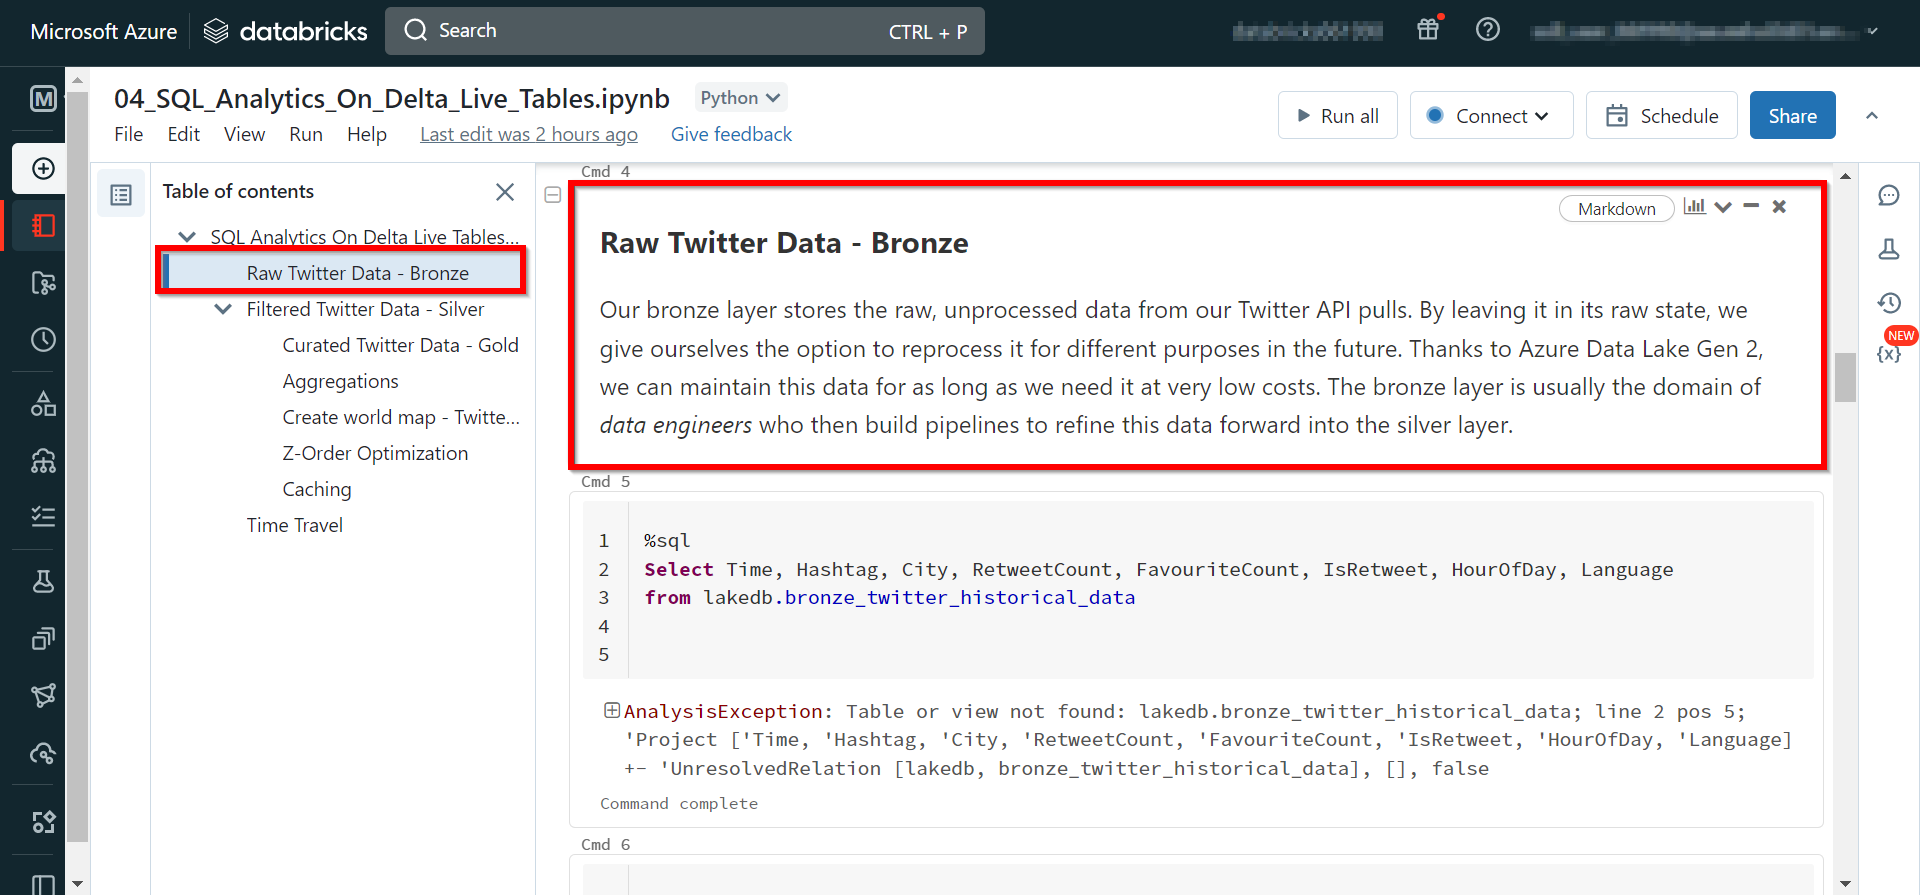 Microsoft Azure databricks Search CTRL + P
M
04_SQL_Analytics_On_Delta_Live_Tables.ipynb Python
File Edit View Run Help Last edit was 2 hours ago Give feedback
Run all Connect Schedule Share
Table of contents
SQL Analytics On Delta Live Tables...
Raw Twitter Data - Bronze
Filtered Twitter Data - Silver
Curated Twitter Data - Gold
Aggregations
Create world map - Twitte...
Z-Order Optimization
Caching
Time Travel
Cmd 4
Markdown
Raw Twitter Data - Bronze
Our bronze layer stores the raw, unprocessed data from our Twitter API pulls. By leaving it in its raw state, we
give ourselves the option to reprocess it for different purposes in the future. Thanks to Azure Data Lake Gen 2,
we can maintain this data for as long as we need it at very low costs. The bronze layer is usually the domain of
data engineers who then build pipelines to refine this data forward into the silver layer.
Cmd 5
1 %sql
2 Select Time, Hashtag, City, RetweetCount, FavouriteCount, IsRetweet, HourOfDay, Language
3 from lakedb.bronze_twitter_historical_data
4
5
AnalysisException: Table or view not found: lakedb.bronze_twitter_historical_data; line 2 pos 5;
'Project ['Time, 'Hashtag, 'City, 'RetweetCount, 'FavouriteCount, 'IsRetweet, 'HourOfDay, 'Language]
+- 'UnresolvedRelation [lakedb, bronze_twitter_historical_data], [], false
Command complete
Cmd 6
NEW
{x}